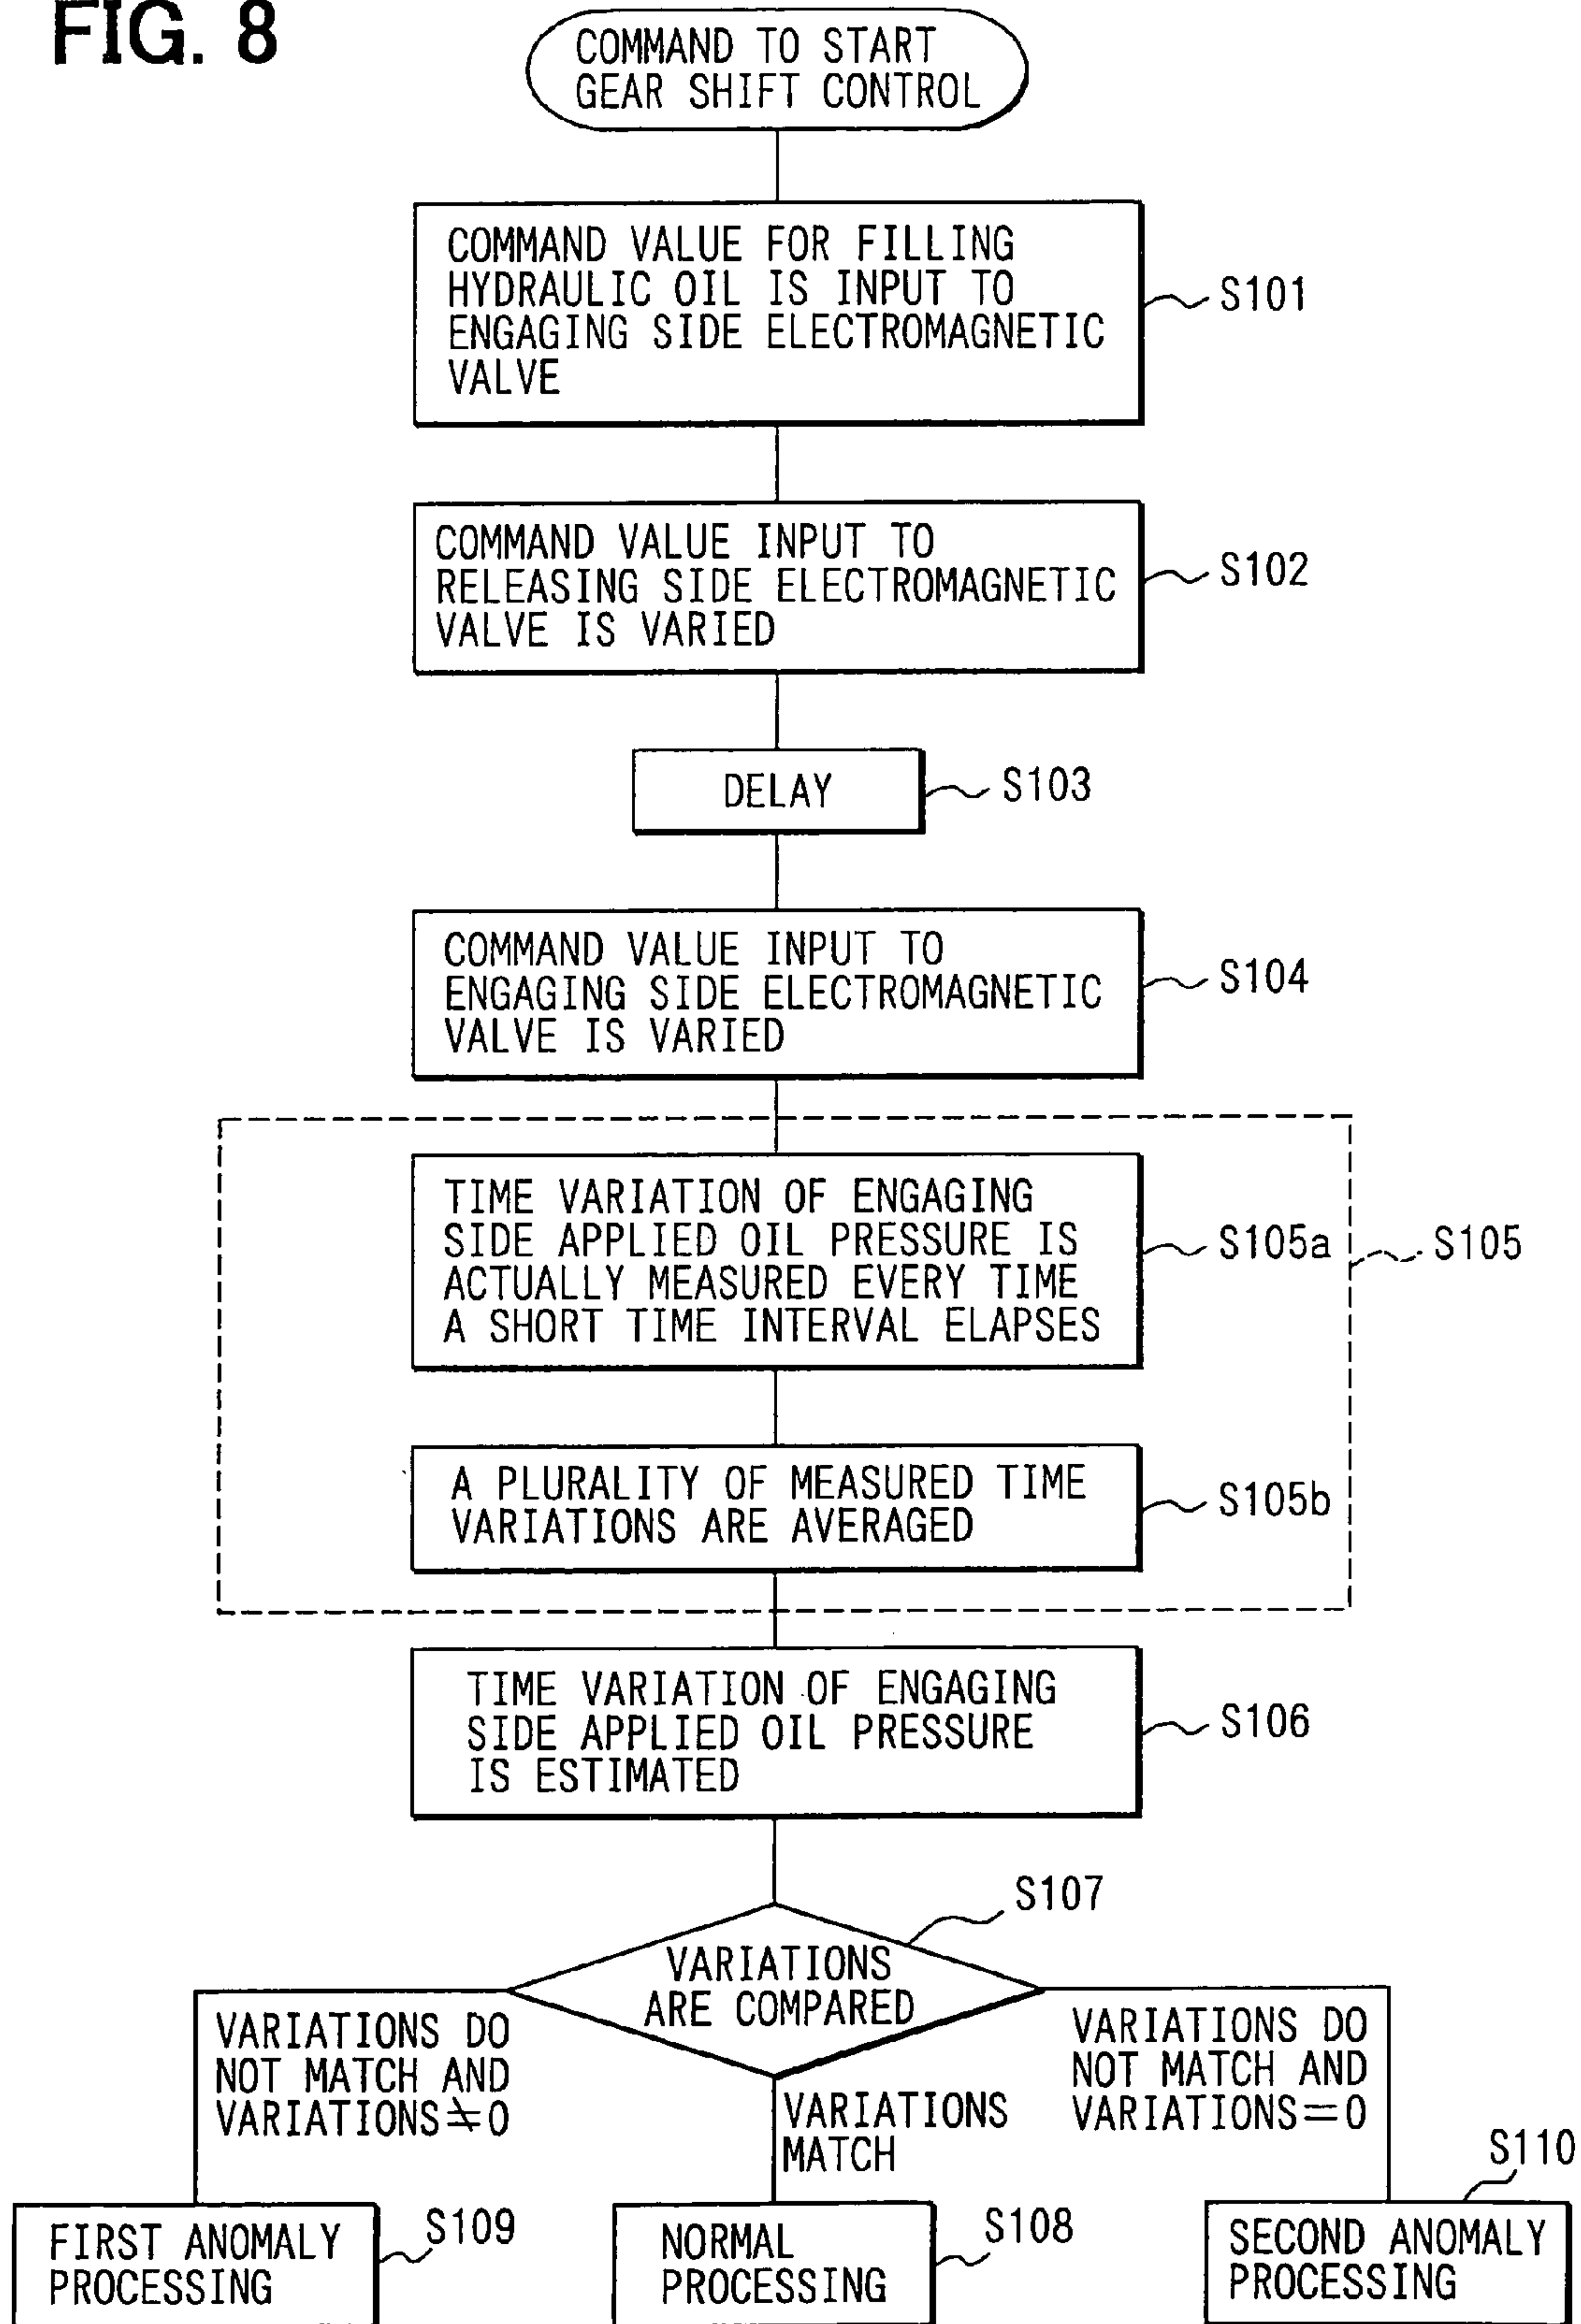 FIG. 8
COMMAND TO START
GEAR SHIFT CONTROL
COMMAND VALUE FOR FILLING
HYDRAULIC OIL IS INPUT TO
ENGAGING SIDE ELECTROMAGNETIC
VALVE
S101
COMMAND VALUE INPUT TO
RELEASING SIDE ELECTROMAGNETIC
VALVE IS VARIED
S102
DELAY
S103
COMMAND VALUE INPUT TO
ENGAGING SIDE ELECTROMAGNETIC
VALVE IS VARIED
S104
TIME VARIATION OF ENGAGING
SIDE APPLIED OIL PRESSURE IS
ACTUALLY MEASURED EVERY TIME
A SHORT TIME INTERVAL ELAPSES
S105a
S105
A PLURALITY OF MEASURED TIME
VARIATIONS ARE AVERAGED
S105b
TIME VARIATION OF ENGAGING
SIDE APPLIED OIL PRESSURE
IS ESTIMATED
S106
S107
VARIATIONS
ARE COMPARED
VARIATIONS DO
NOT MATCH AND
VARIATIONS≠0
VARIATIONS
MATCH
VARIATIONS DO
NOT MATCH AND
VARIATIONS=0
FIRST ANOMALY
PROCESSING
S109
NORMAL
PROCESSING
S108
S110
SECOND ANOMALY
PROCESSING